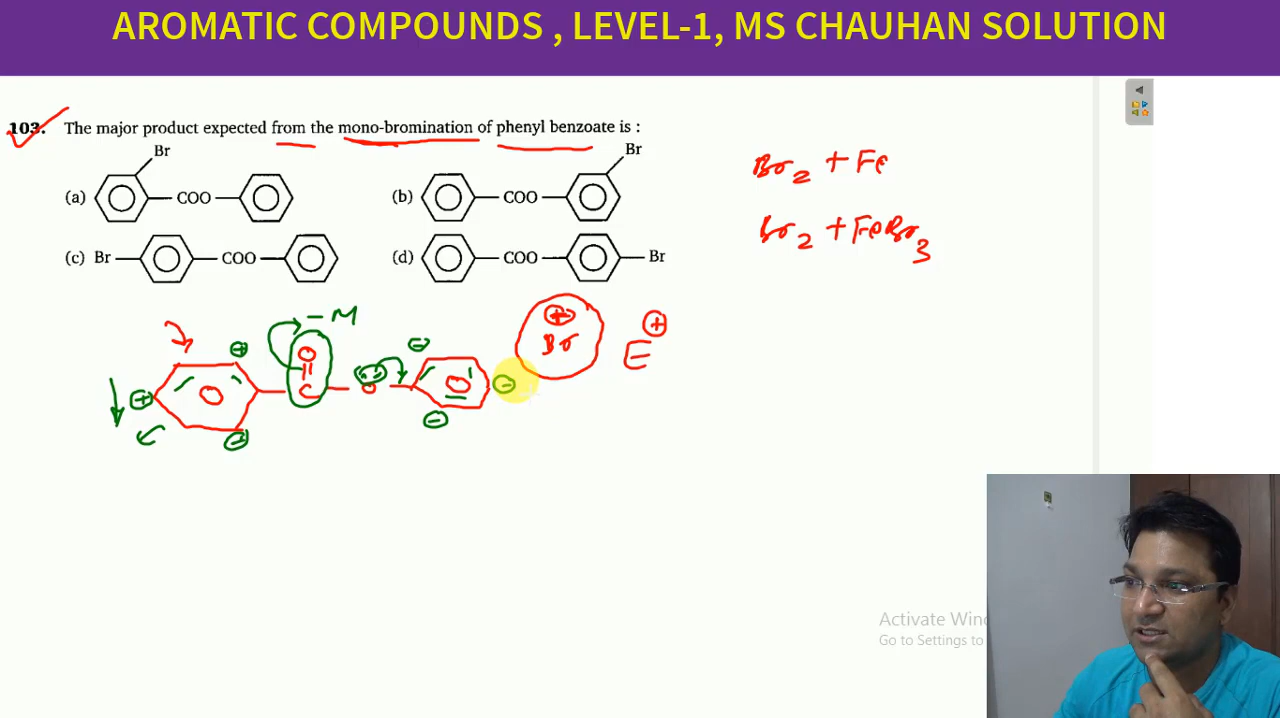 AROMATIC COMPOUNDS , LEVEL-1, MS CHAUHAN SOLUTION
103. The major product expected from the mono-bromination of phenyl benzoate is :
Br
(a) COO
Br
(b) COO
(c) Br COO
(d) COO Br
Br2 + Fe
Br2 + FeBr3
- M
O
C O
⊕ Br
E⊕
Activate Wind
Go to Settings to